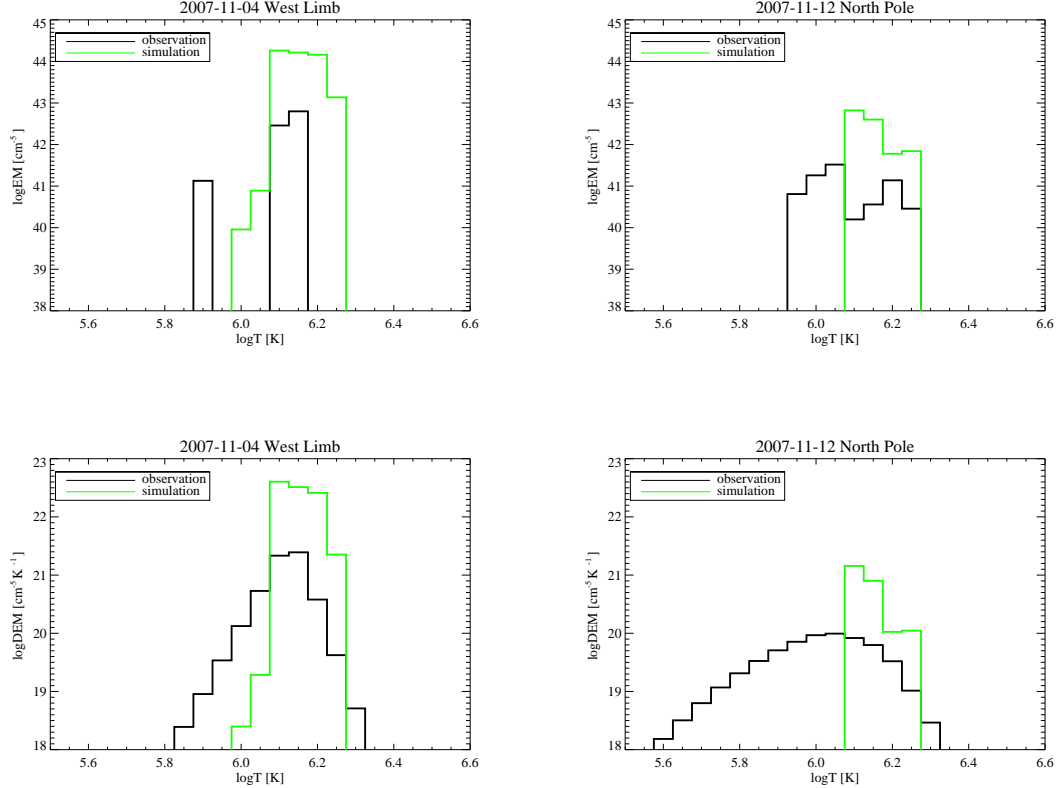 2007-11-04 West Limb
45
44
43
42
41
40
39
38
logEM [cm⁻⁵]
observation
simulation
5.6 5.8 6.0 6.2 6.4 6.6
logT [K]
2007-11-12 North Pole
45
44
43
42
41
40
39
38
logEM [cm⁻⁵]
observation
simulation
5.6 5.8 6.0 6.2 6.4 6.6
logT [K]
2007-11-04 West Limb
23
22
21
20
19
18
logDEM [cm⁻⁵K⁻¹]
observation
simulation
5.6 5.8 6.0 6.2 6.4 6.6
logT [K]
2007-11-12 North Pole
23
22
21
20
19
18
logDEM [cm⁻⁵K⁻¹]
observation
simulation
5.6 5.8 6.0 6.2 6.4 6.6
logT [K]